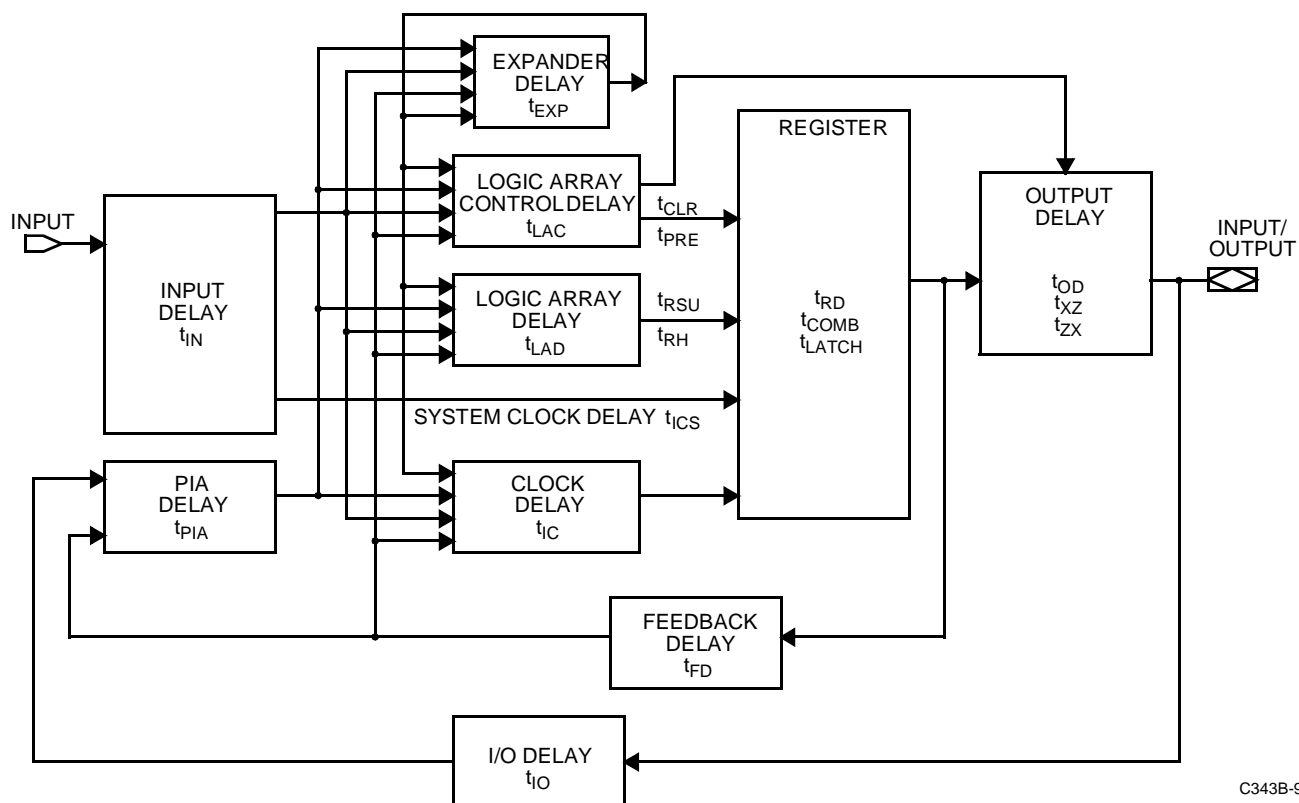 EXPANDER
DELAY
tEXP
REGISTER
LOGIC ARRAY
CONTROL DELAY
tLAC
tCLR
tPRE
OUTPUT
DELAY
INPUT
INPUT/
OUTPUT
INPUT
DELAY
tIN
LOGIC ARRAY
DELAY
tLAD
tRSU
tRH
tRD
tCOMB
tLATCH
tOD
tXZ
tZX
SYSTEM CLOCK DELAY tICS
PIA
DELAY
tPIA
CLOCK
DELAY
tIC
FEEDBACK
DELAY
tFD
I/O DELAY
tIO
C343B-9